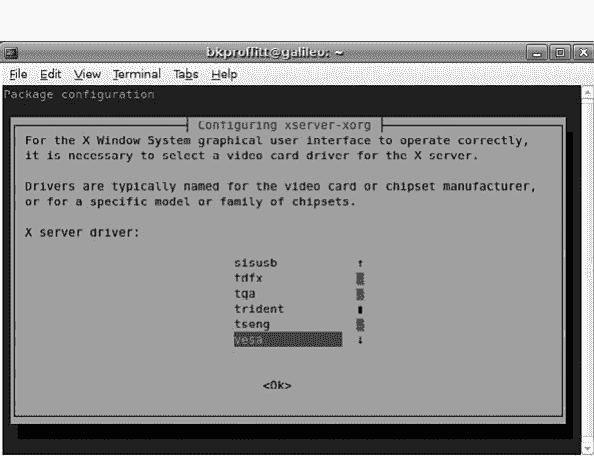 bkproffitt@galileo: ~
File Edit View Terminal Tabs Help
Package configuration
Configuring xserver-xorg
For the X Window System graphical user interface to operate correctly,
it is necessary to select a video card driver for the X server.
Drivers are typically named for the video card or chipset manufacturer,
or for a specific model or family of chipsets.
X server driver:
sisusb
tdfx
tga
trident
tseng
vesa
<Ok>